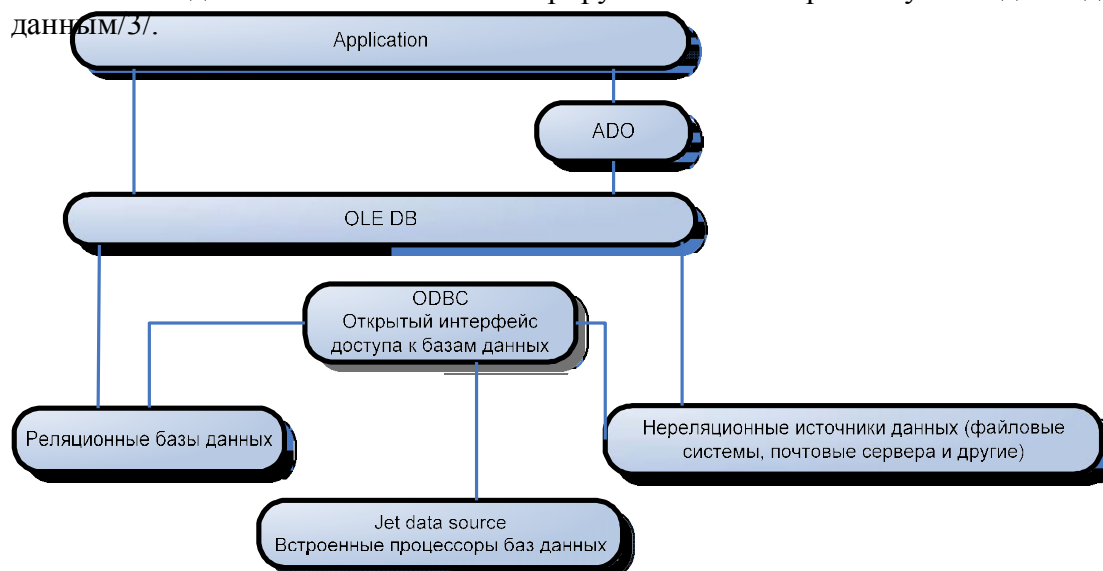 данным/3/.
Application
ADO
OLE DB
ODBC
Открытый интерфейс
доступа к базам данных
Реляционные базы данных
Нереляционные источники данных (файловые
системы, почтовые сервера и другие)
Jet data source
Встроенные процессоры баз данных